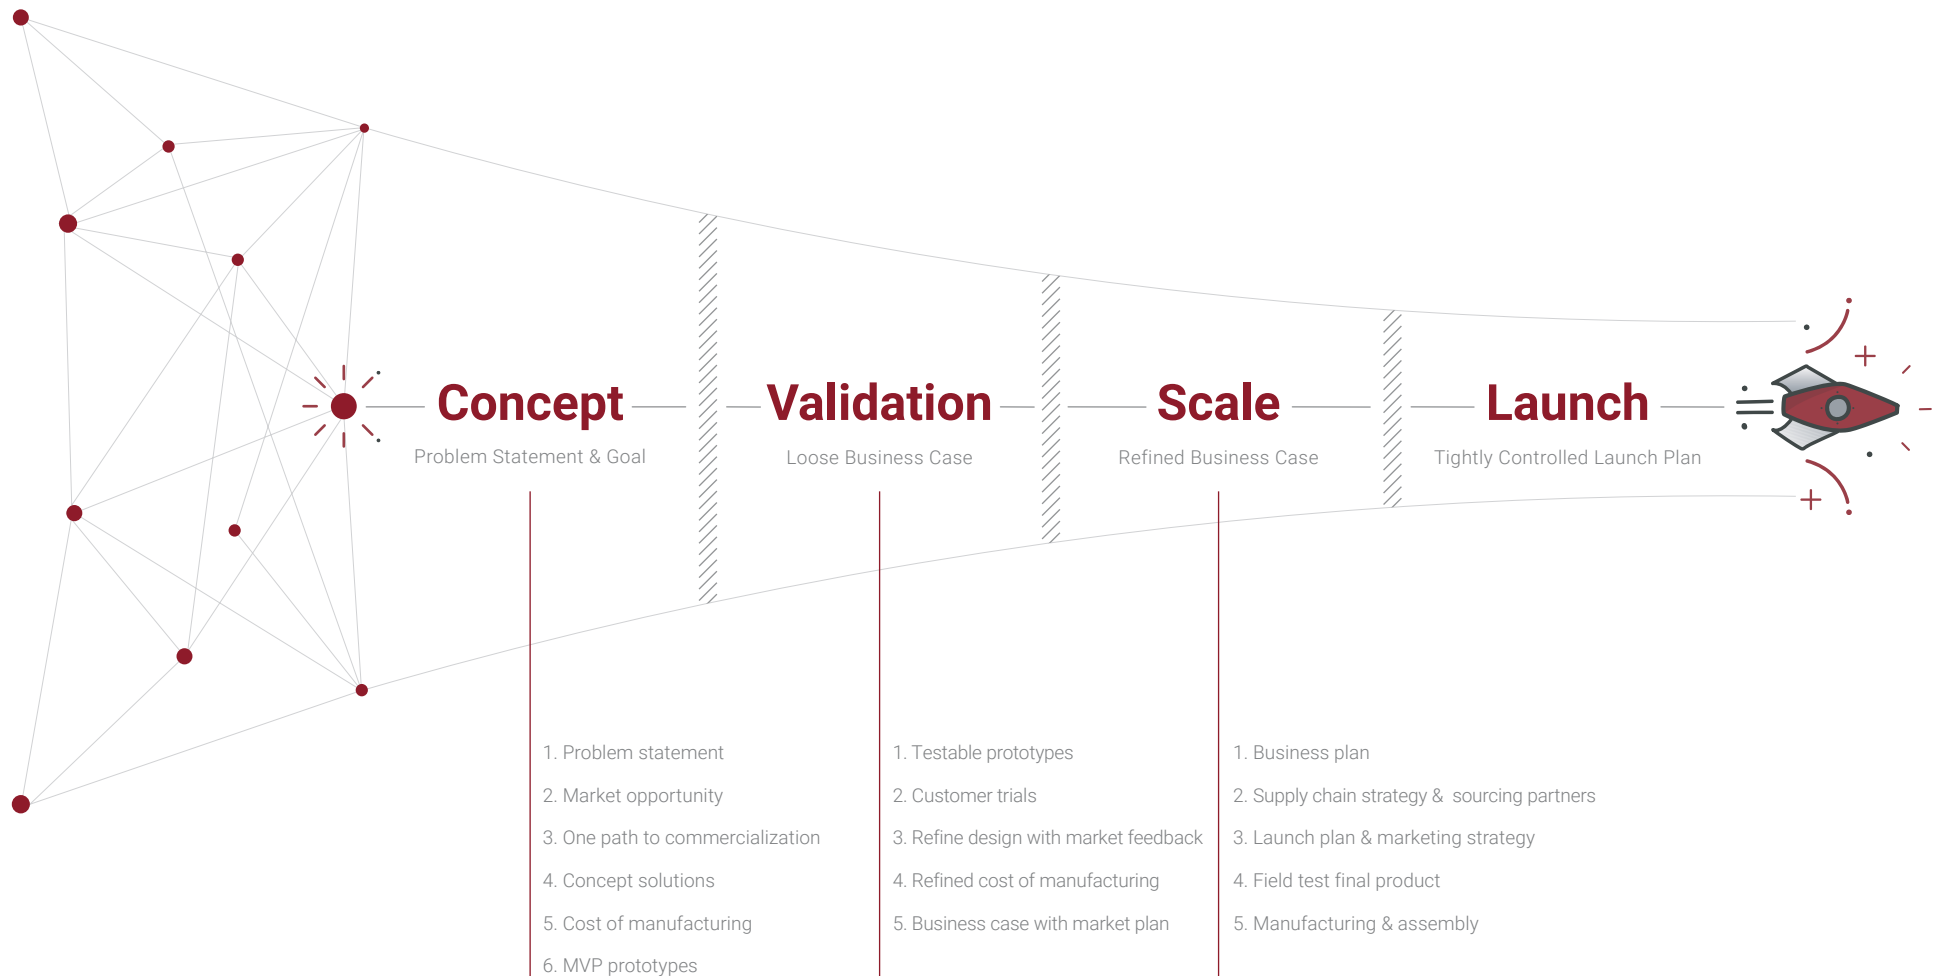 Concept
Problem Statement & Goal
Validation
Loose Business Case
Scale
Refined Business Case
Launch
Tightly Controlled Launch Plan
1. Problem statement
2. Market opportunity
3. One path to commercialization
4. Concept solutions
5. Cost of manufacturing
6. MVP prototypes
1. Testable prototypes
2. Customer trials
3. Refine design with market feedback
4. Refined cost of manufacturing
5. Business case with market plan
1. Business plan
2. Supply chain strategy & sourcing partners
3. Launch plan & marketing strategy
4. Field test final product
5. Manufacturing & assembly